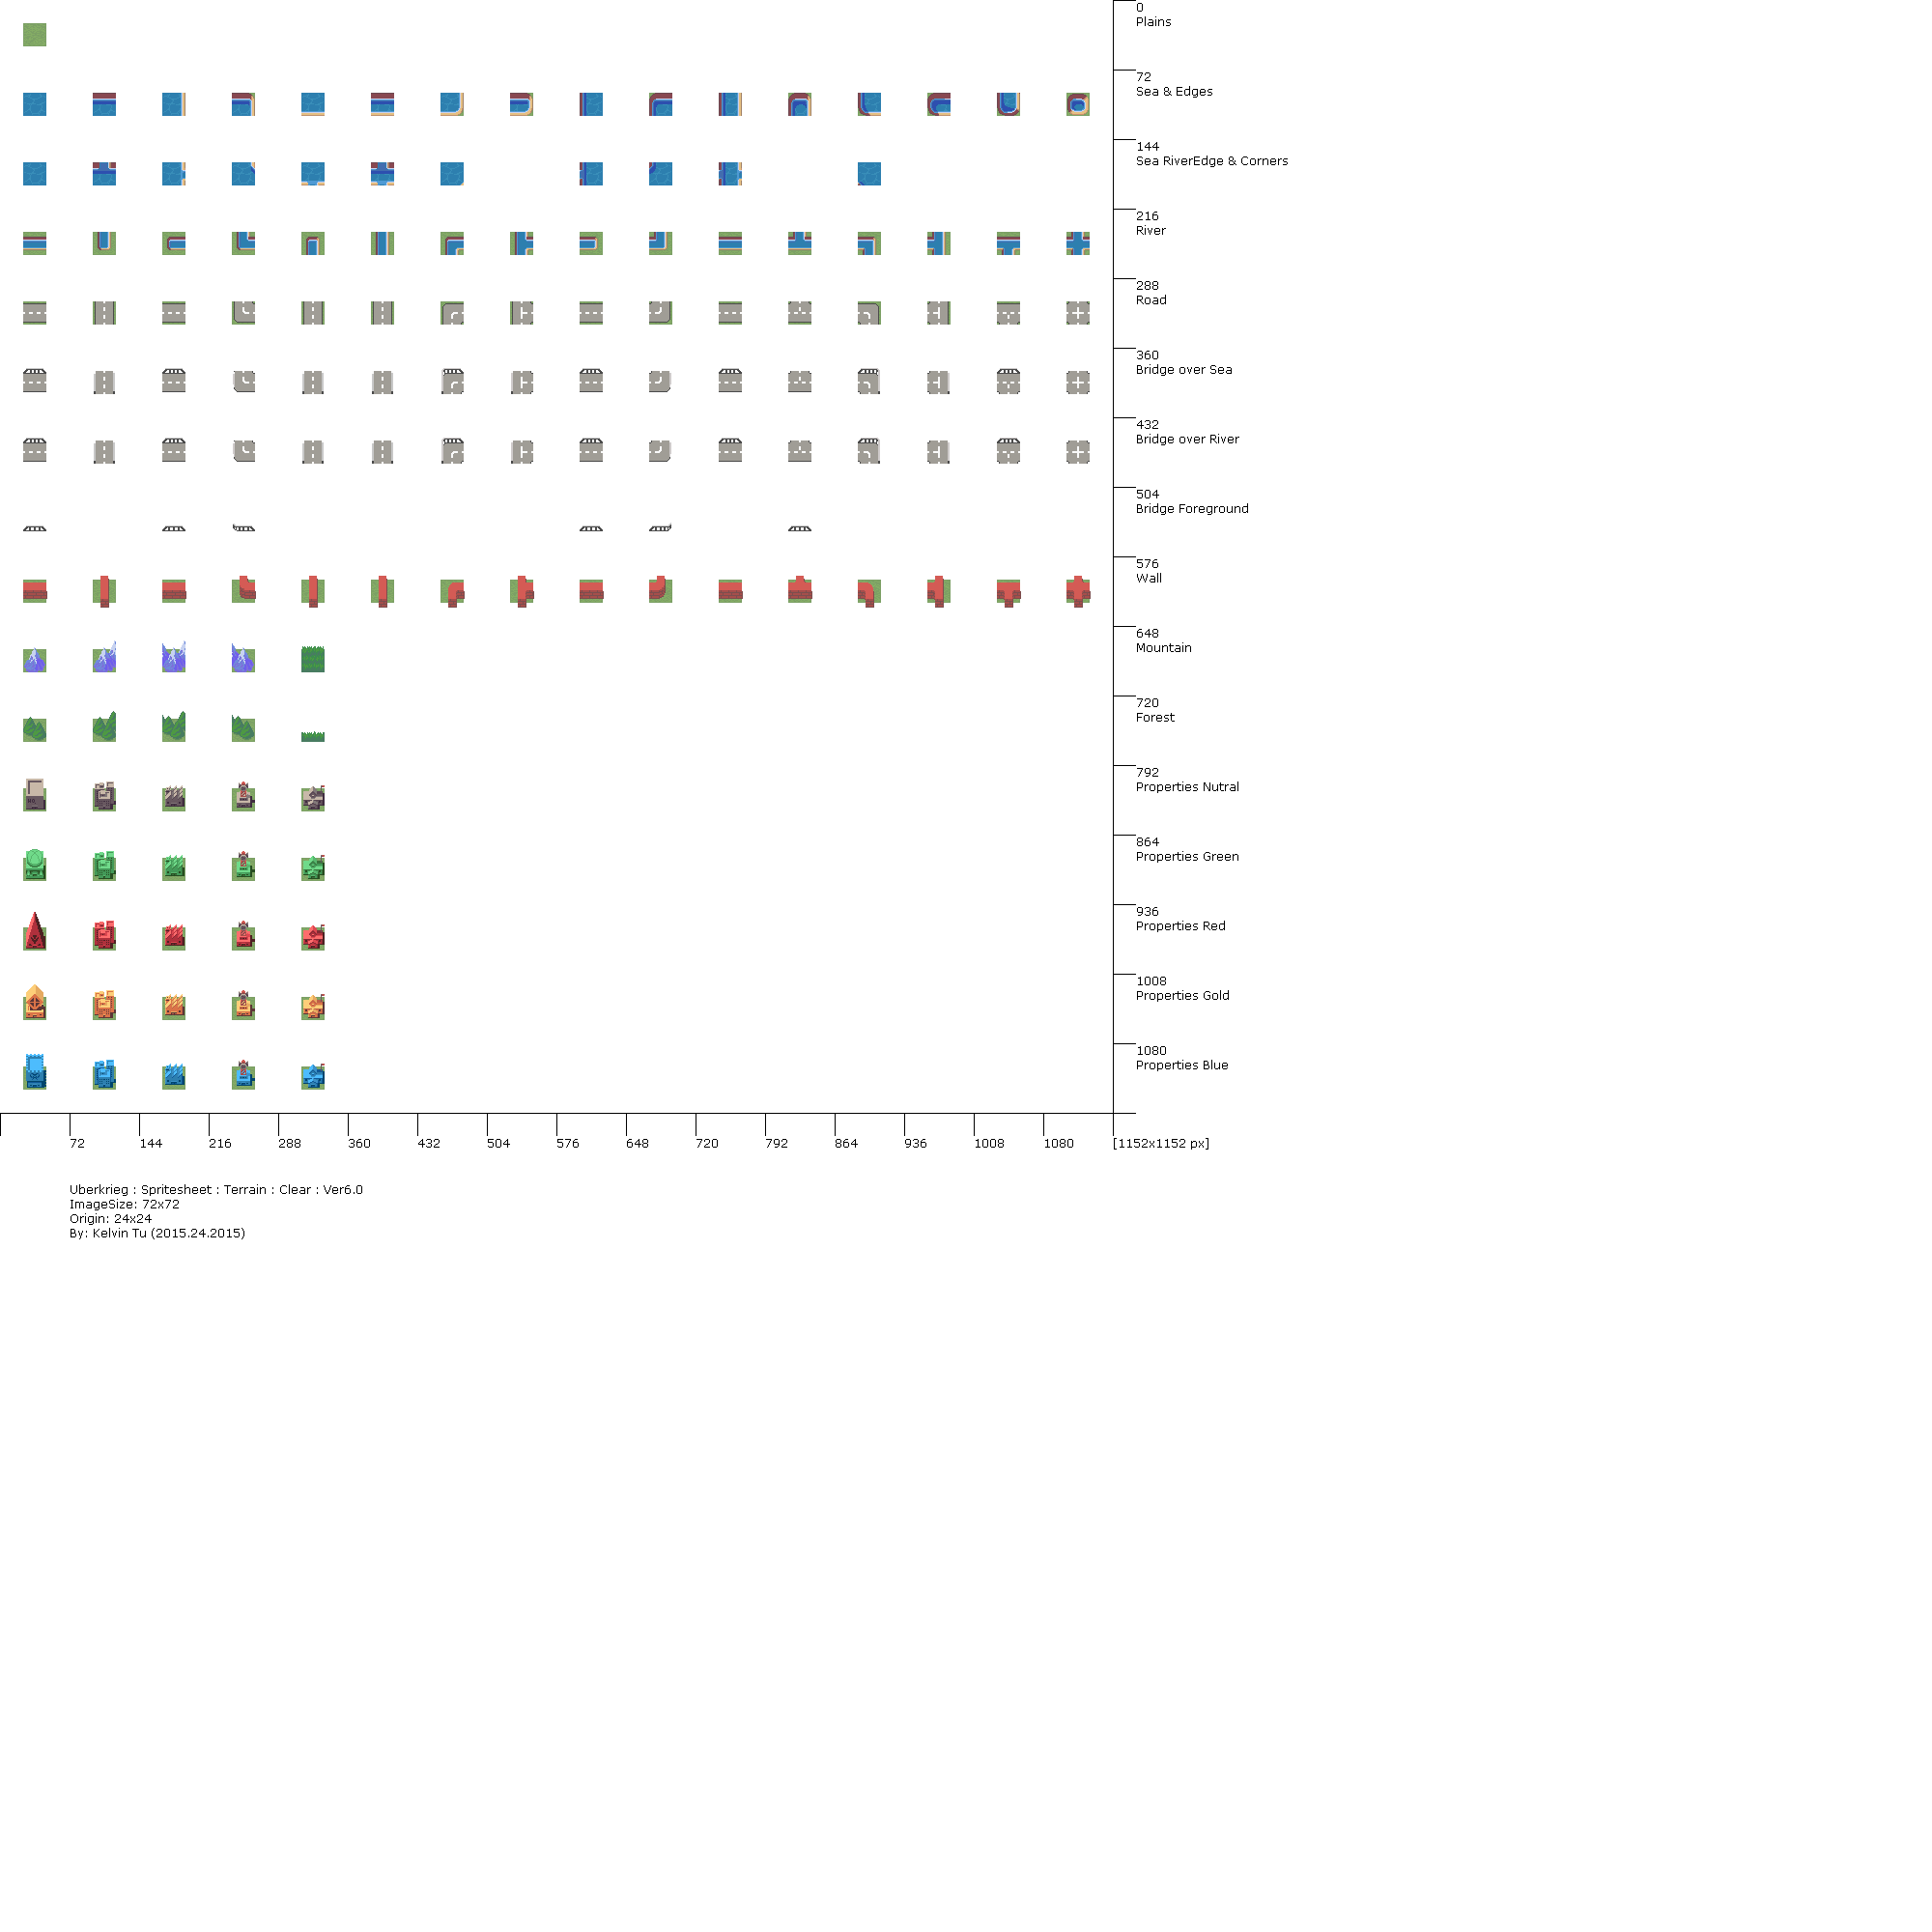 0
Plains
72
Sea & Edges
144
Sea RiverEdge & Corners
216
River
288
Road
360
Bridge over Sea
432
Bridge over River
504
Bridge Foreground
576
Wall
648
Mountain
720
Forest
792
Properties Nutral
864
Properties Green
936
Properties Red
1008
Properties Gold
1080
Properties Blue
72 144 216 288 360 432 504 576 648 720 792 864 936 1008 1080 [1152x1152 px]
Uberkrieg : Spritesheet : Terrain : Clear : Ver6.0
ImageSize: 72x72
Origin: 24x24
By: Kelvin Tu (2015.24.2015)